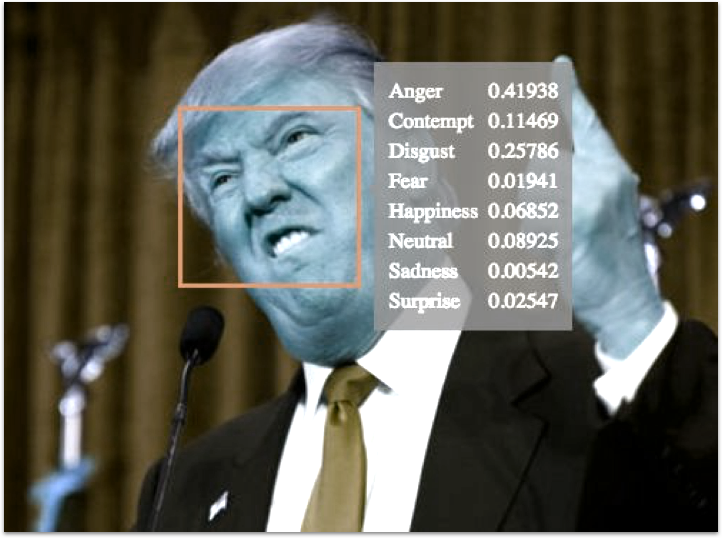 Anger 0.41938
Contempt 0.11469
Disgust 0.25786
Fear 0.01941
Happiness 0.06852
Neutral 0.08925
Sadness 0.00542
Surprise 0.02547